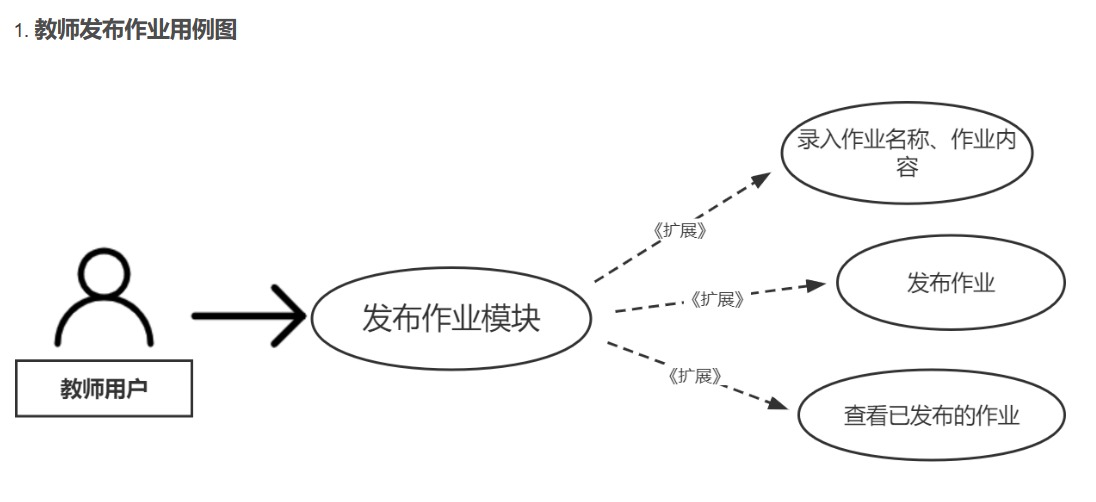 1. 教师发布作业用例图
录入作业名称、作业内
容
《扩展》
发布作业
《扩展》
发布作业模块
《扩展》
教师用户
查看已发布的作业